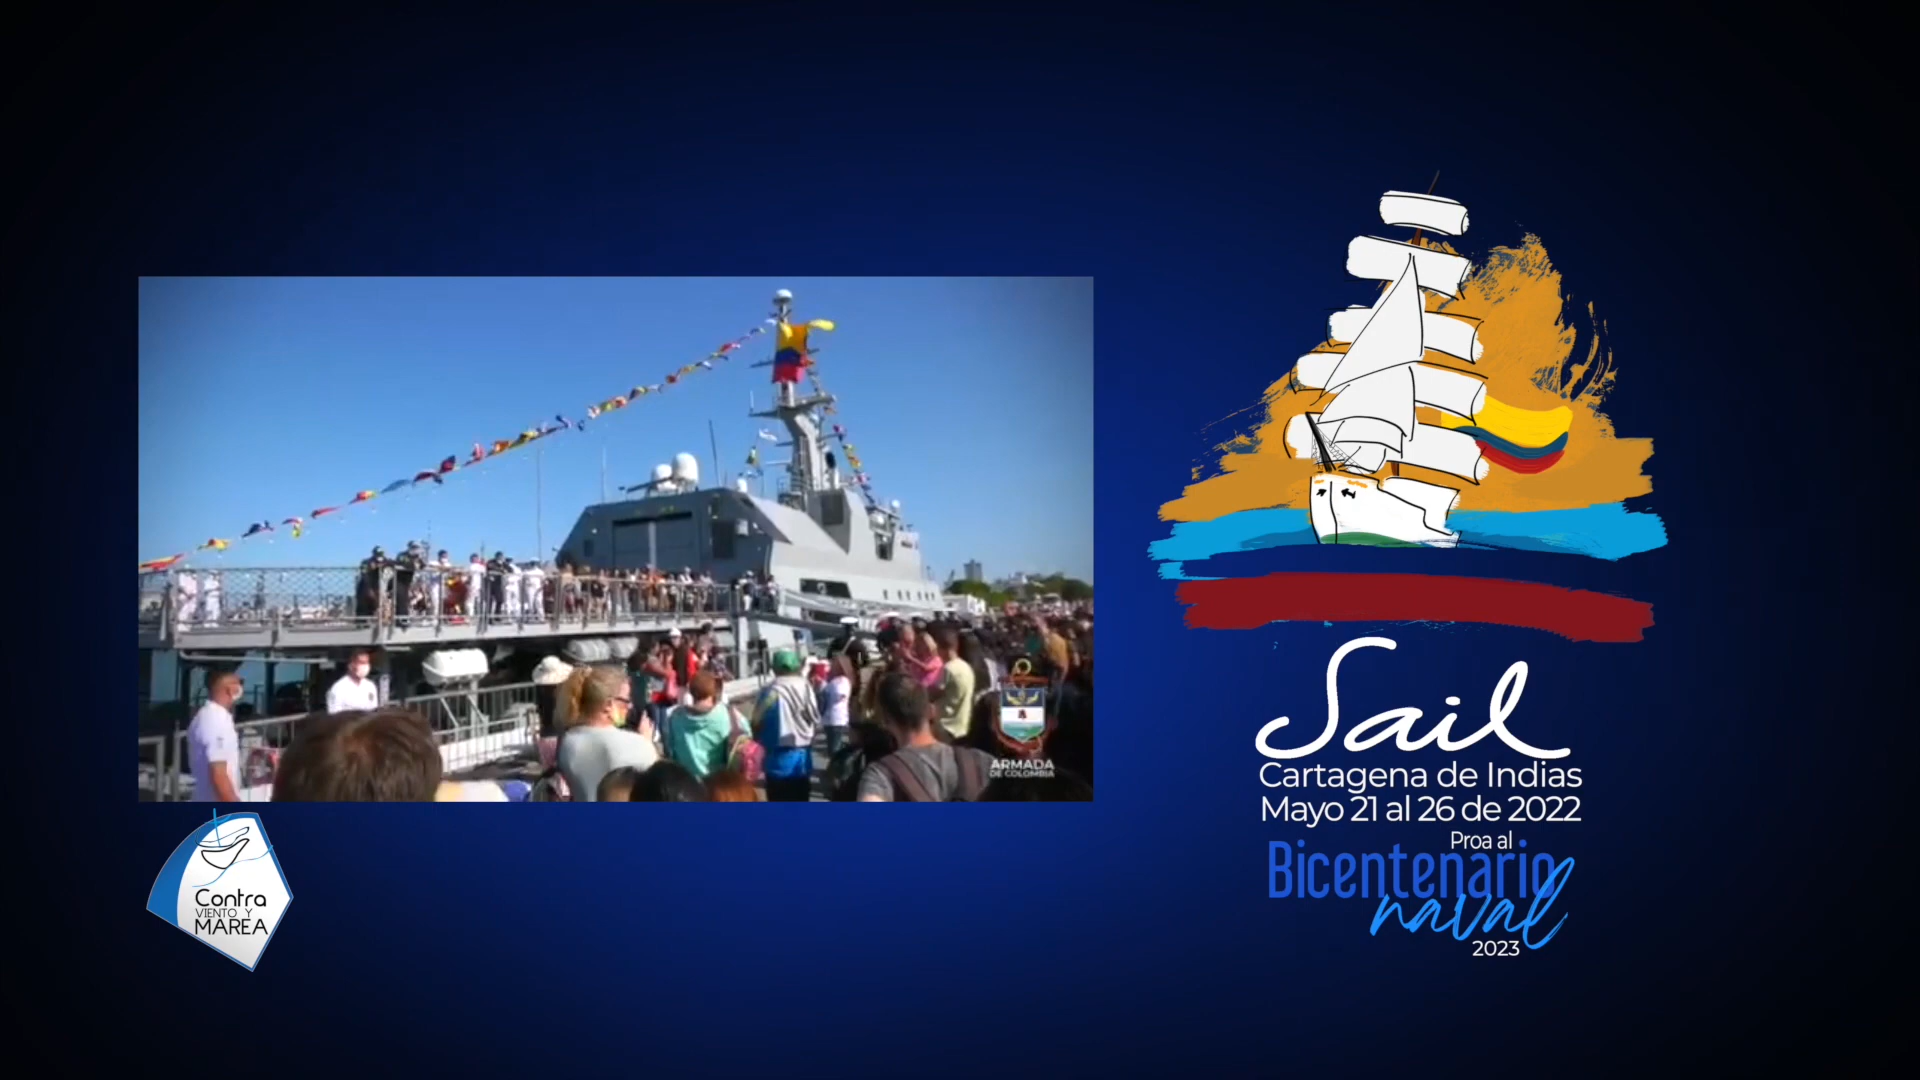 ARMADA
DE COLOMBIA
Contra
VIENTO Y
MAREA
Sail
Cartagena de Indias
Mayo 21 al 26 de 2022
Proa al
Bicentenario
naval
2023